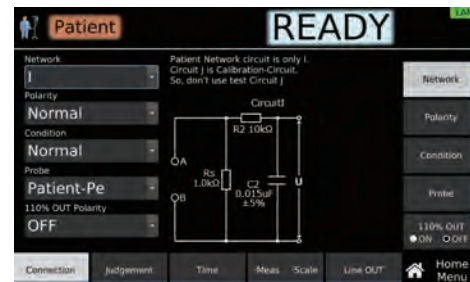 LAN
Patient
READY
Network
I
Polarity
Normal
Condition
Normal
Probe
Patient-Pe
110% OUT Polarity
OFF
Patient Network circuit is only I.
Circuit J is Calibration-Circuit.
So, don't use test Circuit J
CircuitI
R2 10kΩ
A
Rs
1.0kΩ
C2
0.015uF
±5%
U
B
Network
Polarity
Condition
Probe
110% OUT
ON OFF
Connection
Judgement
Time
Meas Scale
Line OUT
Home
Menu